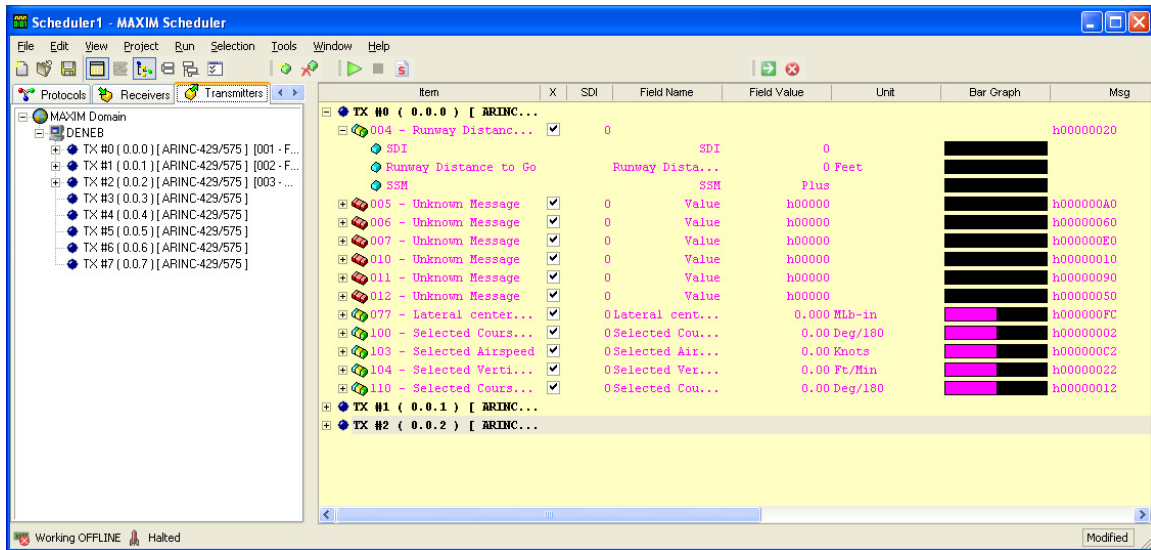 Scheduler1 - MAXIM Scheduler
File Edit View Project Run Selection Tools Window Help
Protocols Receivers Transmitters
MAXIM Domain
DENEB
TX #0 ( 0.0.0 ) [ ARINC-429/575 ] [001 - F...
TX #1 ( 0.0.1 ) [ ARINC-429/575 ] [002 - F...
TX #2 ( 0.0.2 ) [ ARINC-429/575 ] [003 - ...
TX #3 ( 0.0.3 ) [ ARINC-429/575 ]
TX #4 ( 0.0.4 ) [ ARINC-429/575 ]
TX #5 ( 0.0.5 ) [ ARINC-429/575 ]
TX #6 ( 0.0.6 ) [ ARINC-429/575 ]
TX #7 ( 0.0.7 ) [ ARINC-429/575 ]
Item X SDI Field Name Field Value Unit Bar Graph Msg
TX #0 ( 0.0.0 ) [ ARINC...
004 - Runway Distanc... 0 h00000020
SDI SDI 0
Runway Distance to Go Runway Dista... 0 Feet
SSM SSM Plus
005 - Unknown Message 0 Value h00000 h000000A0
006 - Unknown Message 0 Value h00000 h00000060
007 - Unknown Message 0 Value h00000 h000000E0
010 - Unknown Message 0 Value h00000 h00000010
011 - Unknown Message 0 Value h00000 h00000090
012 - Unknown Message 0 Value h00000 h00000050
077 - Lateral center... 0 Lateral cent... 0.000 MLb-in h000000FC
100 - Selected Cours... 0 Selected Cou... 0.00 Deg/180 h00000002
103 - Selected Airspeed 0 Selected Air... 0.00 Knots h000000C2
104 - Selected Verti... 0 Selected Ver... 0.00 Ft/Min h00000022
110 - Selected Cours... 0 Selected Cou... 0.00 Deg/180 h00000012
TX #1 ( 0.0.1 ) [ ARINC...
TX #2 ( 0.0.2 ) [ ARINC...
Working OFFLINE Halted Modified